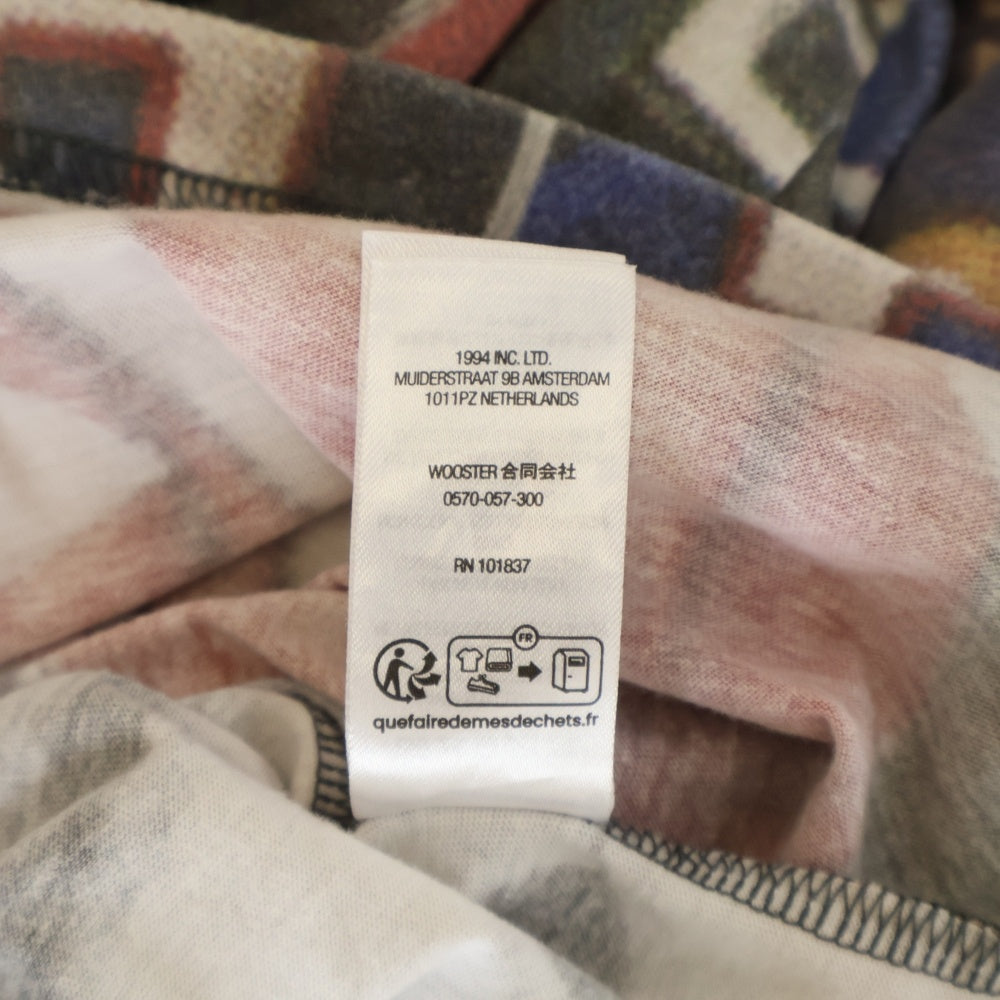 1994 INC. LTD.
MUIDERSTRAAT 9B AMSTERDAM
1011PZ NETHERLANDS
WOOSTER 合同会社
0570-057-300
RN 101837
FR
quefairedemesdechets.fr